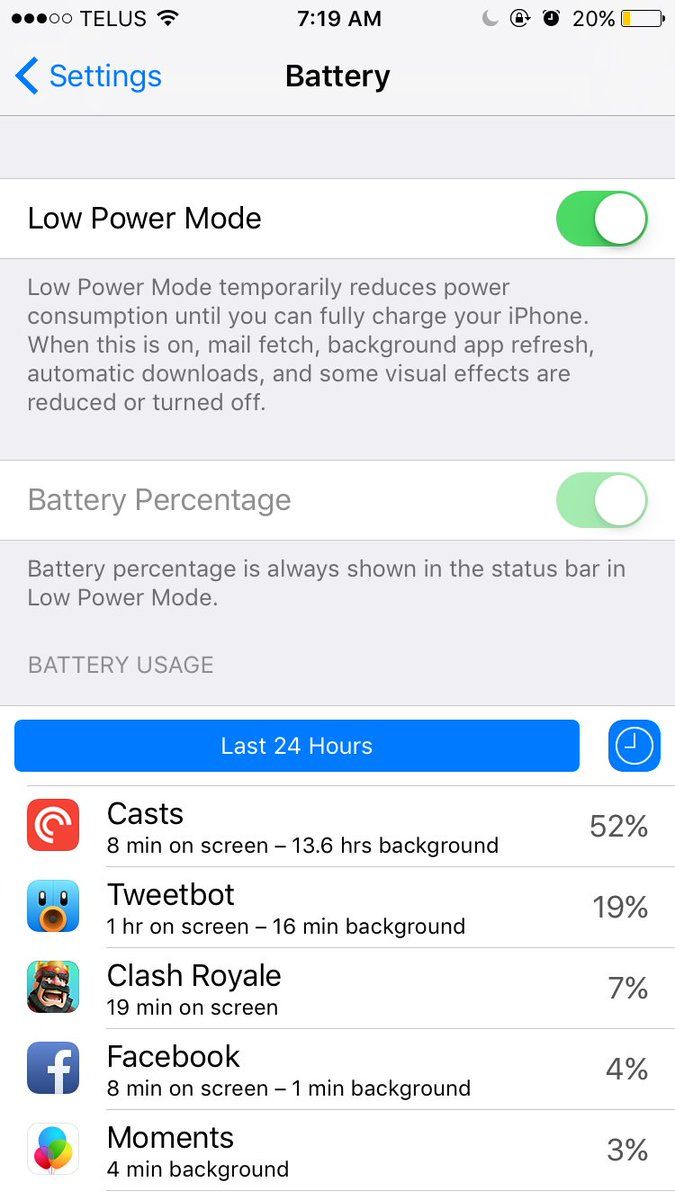 TELUS 7:19 AM 20%
Settings Battery
Low Power Mode
Low Power Mode temporarily reduces power
consumption until you can fully charge your iPhone.
When this is on, mail fetch, background app refresh,
automatic downloads, and some visual effects are
reduced or turned off.
Battery Percentage
Battery percentage is always shown in the status bar in
Low Power Mode.
BATTERY USAGE
Last 24 Hours
Casts 52%
8 min on screen – 13.6 hrs background
Tweetbot 19%
1 hr on screen – 16 min background
Clash Royale 7%
19 min on screen
Facebook 4%
8 min on screen – 1 min background
Moments 3%
4 min background